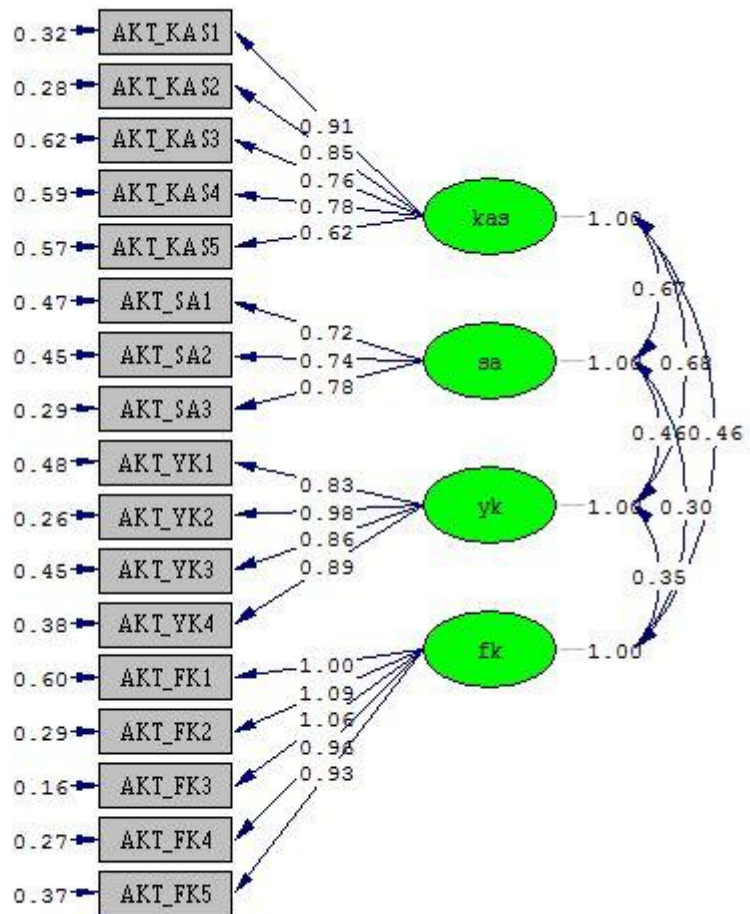 0.32 AKT_KAS1
0.28 AKT_KAS2
0.62 AKT_KAS3
0.59 AKT_KAS4
0.57 AKT_KAS5
0.47 AKT_SA1
0.45 AKT_SA2
0.29 AKT_SA3
0.48 AKT_YK1
0.26 AKT_YK2
0.45 AKT_YK3
0.38 AKT_YK4
0.60 AKT_FK1
0.29 AKT_FK2
0.16 AKT_FK3
0.27 AKT_FK4
0.37 AKT_FK5
0.91
0.85
0.76
0.78
0.62
0.72
0.74
0.78
0.83
0.98
0.86
0.89
1.00
1.09
1.06
0.96
0.93
kas 1.00
sa 1.00
yk 1.00
fk 1.00
0.67
0.68
0.46
0.46
0.30
0.35